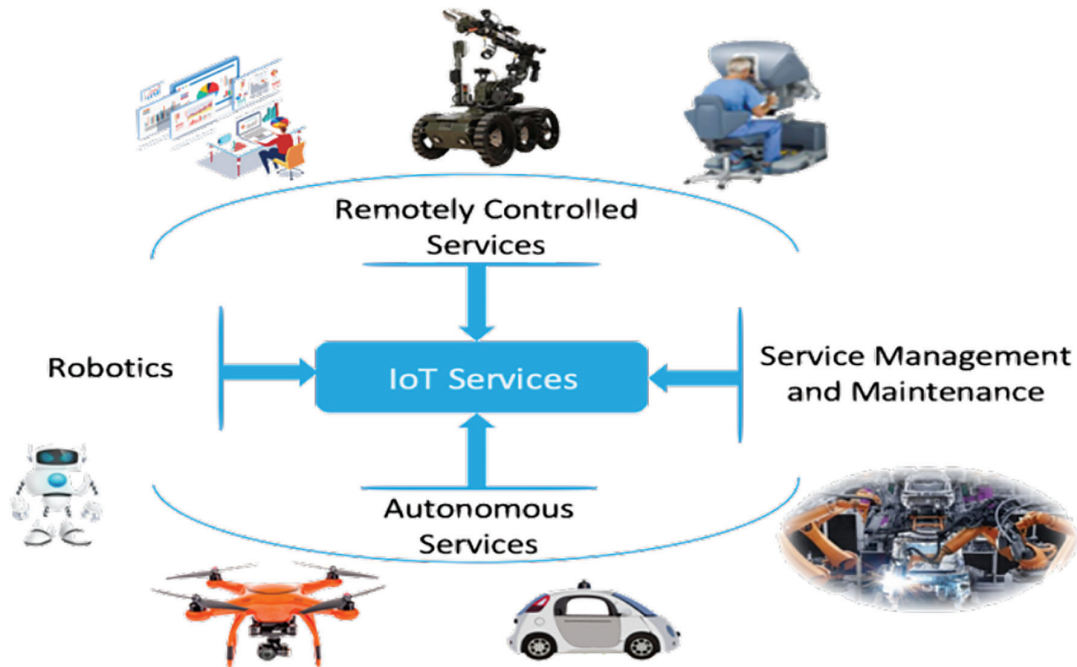 Remotely Controlled
Services
Robotics
IoT Services
Service Management
and Maintenance
Autonomous
Services